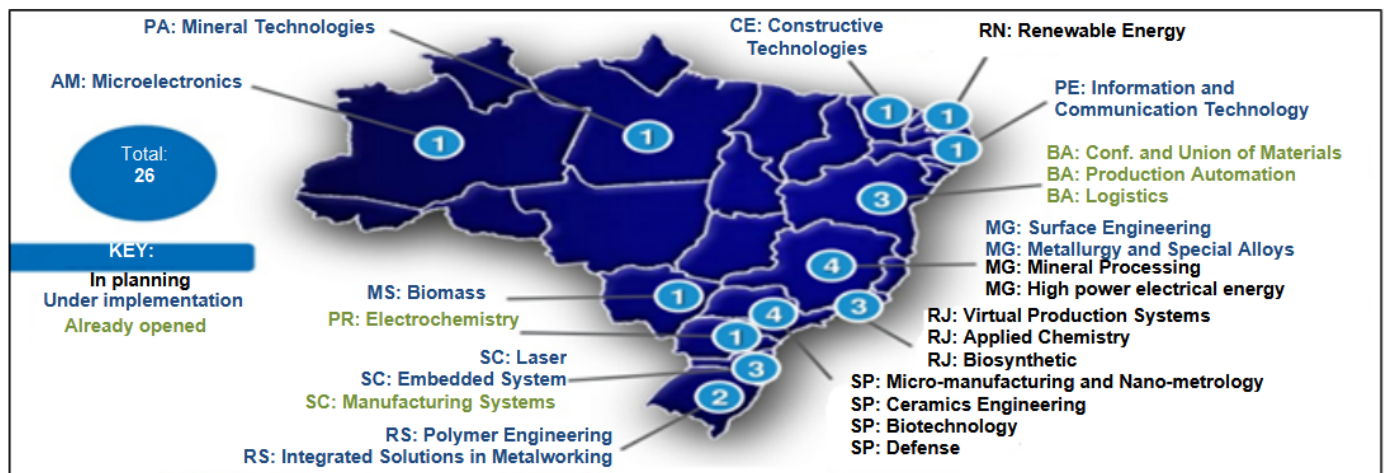 PA: Mineral Technologies
CE: Constructive
Technologies
RN: Renewable Energy
AM: Microelectronics
PE: Information and
Communication Technology
1
1
1
1
1
Total:
26
BA: Conf. and Union of Materials
BA: Production Automation
BA: Logistics
3
KEY:
In planning
Under implementation
Already opened
MG: Surface Engineering
MG: Metallurgy and Special Alloys
MG: Mineral Processing
MG: High power electrical energy
4
MS: Biomass
1
PR: Electrochemistry
4
3
1
RJ: Virtual Production Systems
RJ: Applied Chemistry
RJ: Biosynthetic
SC: Laser
SC: Embedded System
SC: Manufacturing Systems
3
SP: Micro-manufacturing and Nano-metrology
SP: Ceramics Engineering
SP: Biotechnology
SP: Defense
2
RS: Polymer Engineering
RS: Integrated Solutions in Metalworking